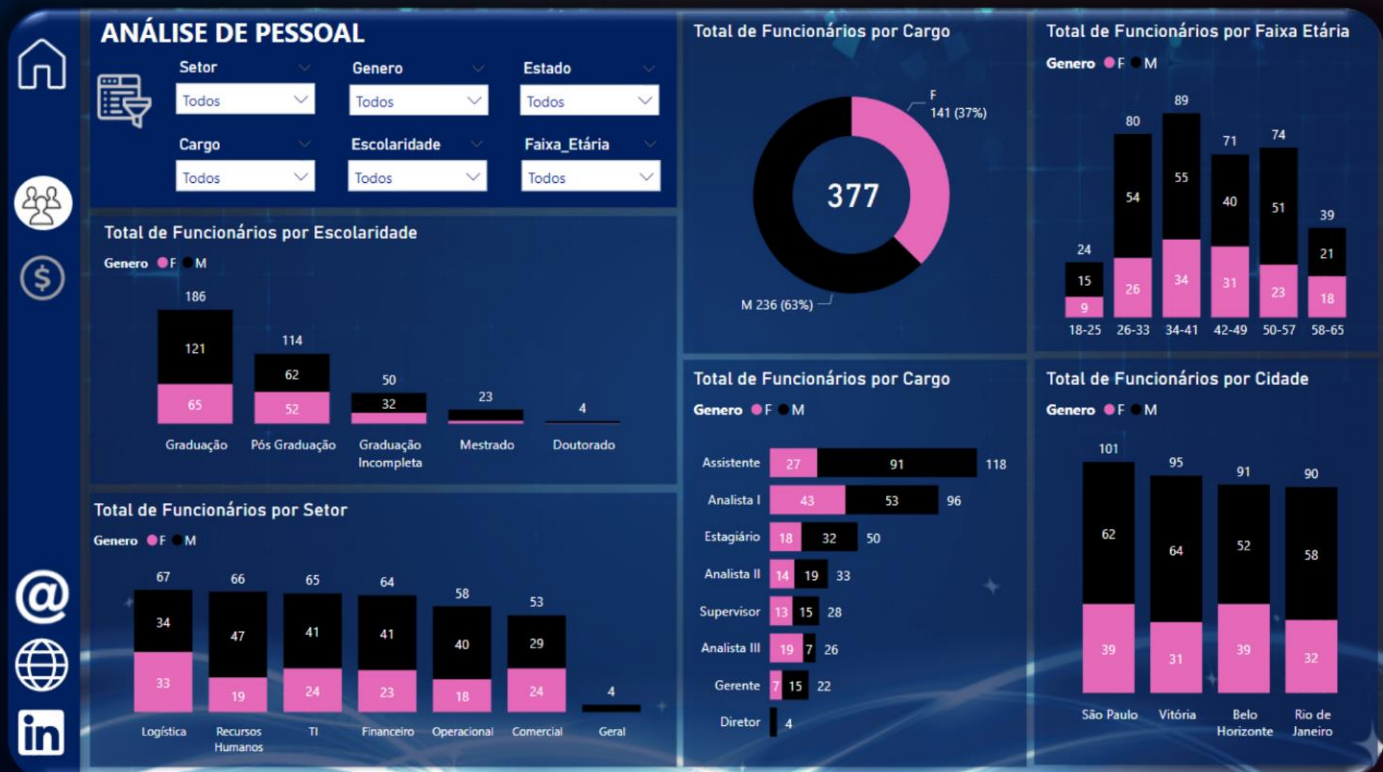 ANÁLISE DE PESSOAL
Setor Genero Estado
Todos Todos Todos
Cargo Escolaridade Faixa_Etária
Todos Todos Todos
Total de Funcionários por Escolaridade
Genero F M
186
121
65
114
62
52
50
32
23
4
Graduação Pós Graduação Graduação Mestrado Doutorado
Incompleta
Total de Funcionários por Setor
Genero F M
67 66 65 64 58 53 4
34 47 41 41 40 29
33 19 24 23 18 24
Logística Recursos TI Financeiro Operacional Comercial Geral
Humanos
Total de Funcionários por Cargo
F
141 (37%)
377
M 236 (63%)
Total de Funcionários por Faixa Etária
Genero F M
24 80 89 71 74 39
15 54 55 40 51 21
9 26 34 31 23 18
18-25 26-33 34-41 42-49 50-57 58-65
Total de Funcionários por Cargo
Genero F M
Assistente 27 91 118
Analista I 43 53 96
Estagiário 18 32 50
Analista II 14 19 33
Supervisor 13 15 28
Analista III 19 7 26
Gerente 7 15 22
Diretor 4
Total de Funcionários por Cidade
Genero F M
101 95 91 90
62 64 52 58
39 31 39 32
São Paulo Vitória Belo Rio de
Horizonte Janeiro
@
in
$